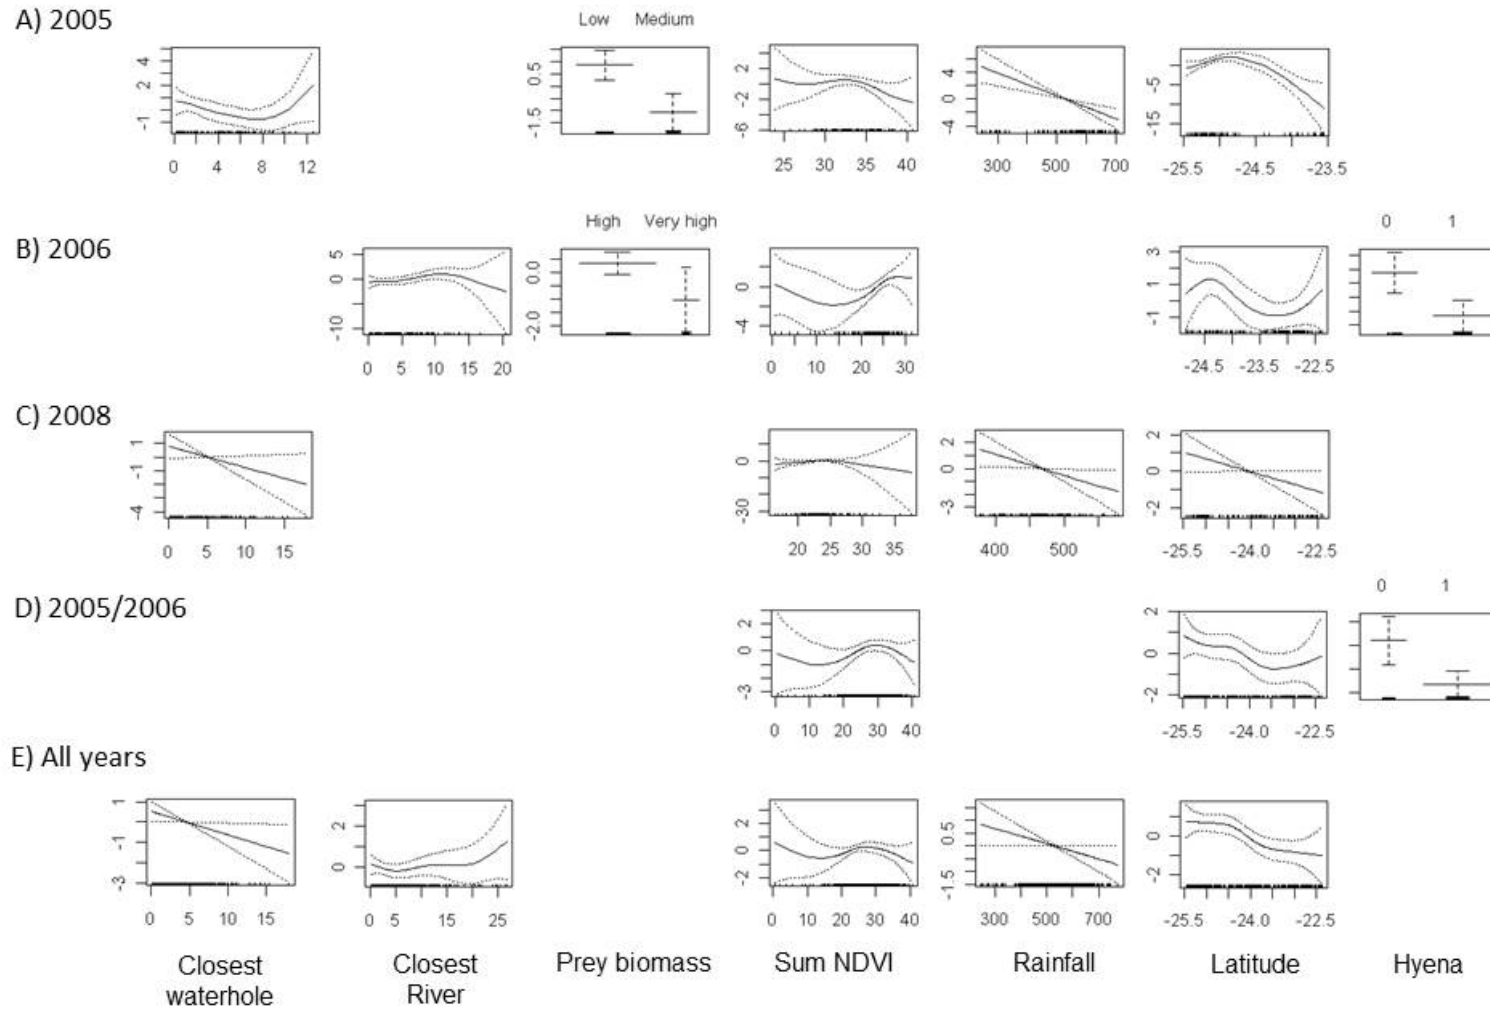 A) 2005
Low Medium
4
2
-1
0 4 8 12
0.5
-1.5
2
-2
-6
25 30 35 40
4
0
-4
300 500 700
-5
-15
-25.5 -24.5 -23.5
B) 2006
High Very high
0 1
5
0
-10
0 5 10 15 20
0.0
-2.0
0
-4
0 10 20 30
3
1
-1
-24.5 -23.5 -22.5
C) 2008
1
-1
-4
0 5 10 15
0
-30
20 25 30 35
2
0
-3
400 500
2
0
-2
-25.5 -24.0 -22.5
D) 2005/2006
0 1
2
0
-3
0 10 20 30 40
2
0
-2
-25.5 -24.0 -22.5
E) All years
1
-1
-3
0 5 10 15
2
0
0 5 15 25
2
0
-2
0 10 20 30 40
0.5
-1.5
300 500 700
0
-2
-25.5 -24.0 -22.5
Closest
waterhole
Closest
River
Prey biomass
Sum NDVI
Rainfall
Latitude
Hyena